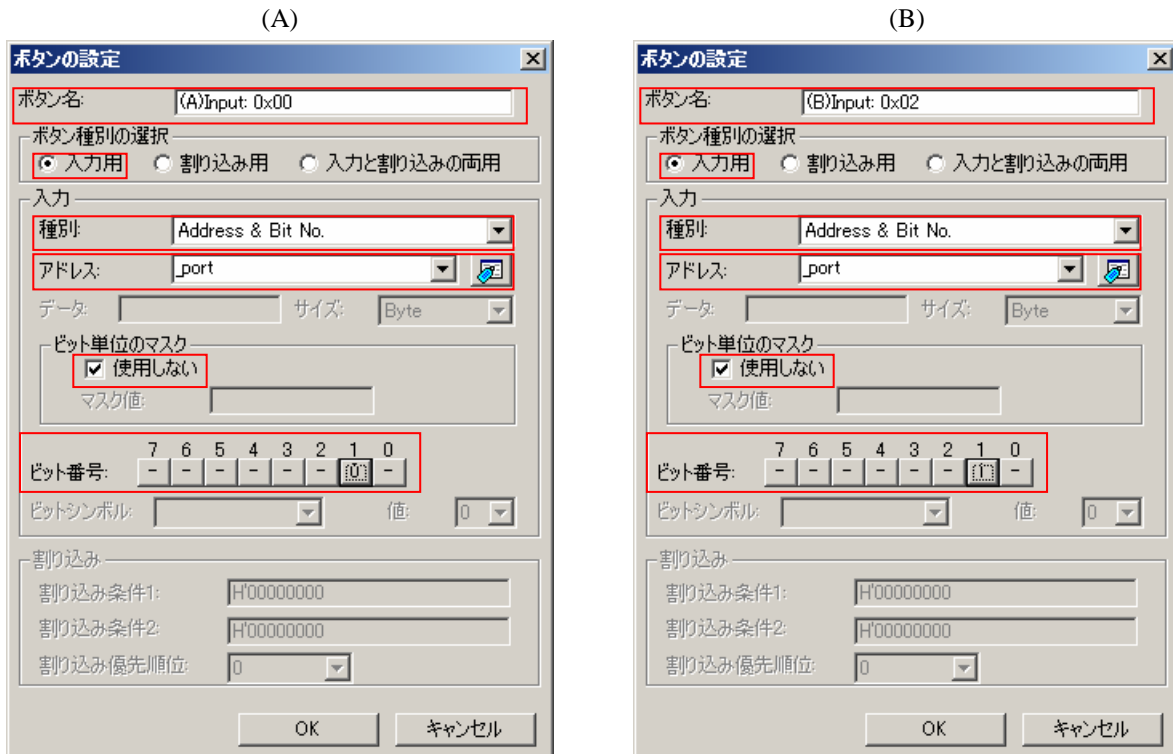 (A)
ボタンの設定
ボタン名: (A)Input: 0x00
ボタン種別の選択
入力用 割り込み用 入力と割り込みの両用
入力
種別: Address & Bit No.
アドレス: _port
データ: サイズ: Byte
ビット単位のマスク
使用しない
マスク値:
7 6 5 4 3 2 1 0
ビット番号: - - - - - - 0 -
ビットシンボル: 値: 0
割り込み
割り込み条件1: H'00000000
割り込み条件2: H'00000000
割り込み優先順位: 0
OK キャンセル
(B)
ボタンの設定
ボタン名: (B)Input: 0x02
ボタン種別の選択
入力用 割り込み用 入力と割り込みの両用
入力
種別: Address & Bit No.
アドレス: _port
データ: サイズ: Byte
ビット単位のマスク
使用しない
マスク値:
7 6 5 4 3 2 1 0
ビット番号: - - - - - - 1 -
ビットシンボル: 値: 0
割り込み
割り込み条件1: H'00000000
割り込み条件2: H'00000000
割り込み優先順位: 0
OK キャンセル